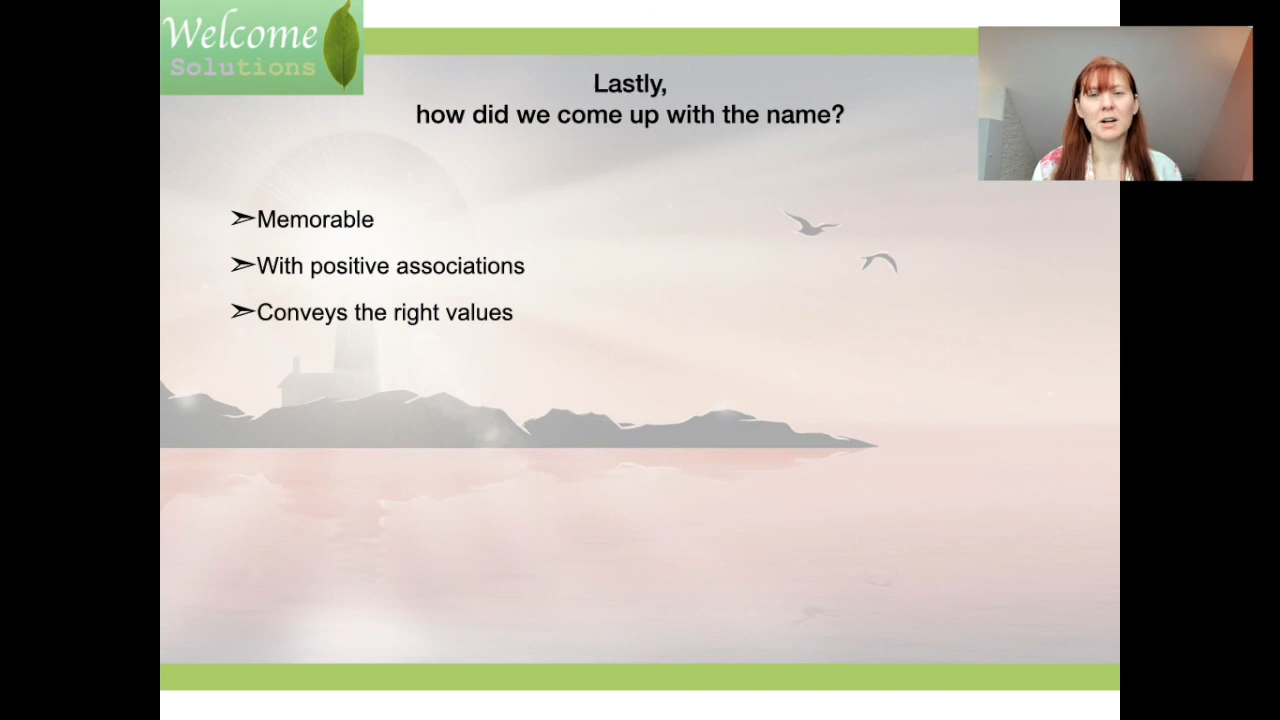 Welcome
Solutions
Lastly,
how did we come up with the name?
➢Memorable
➢With positive associations
➢Conveys the right values